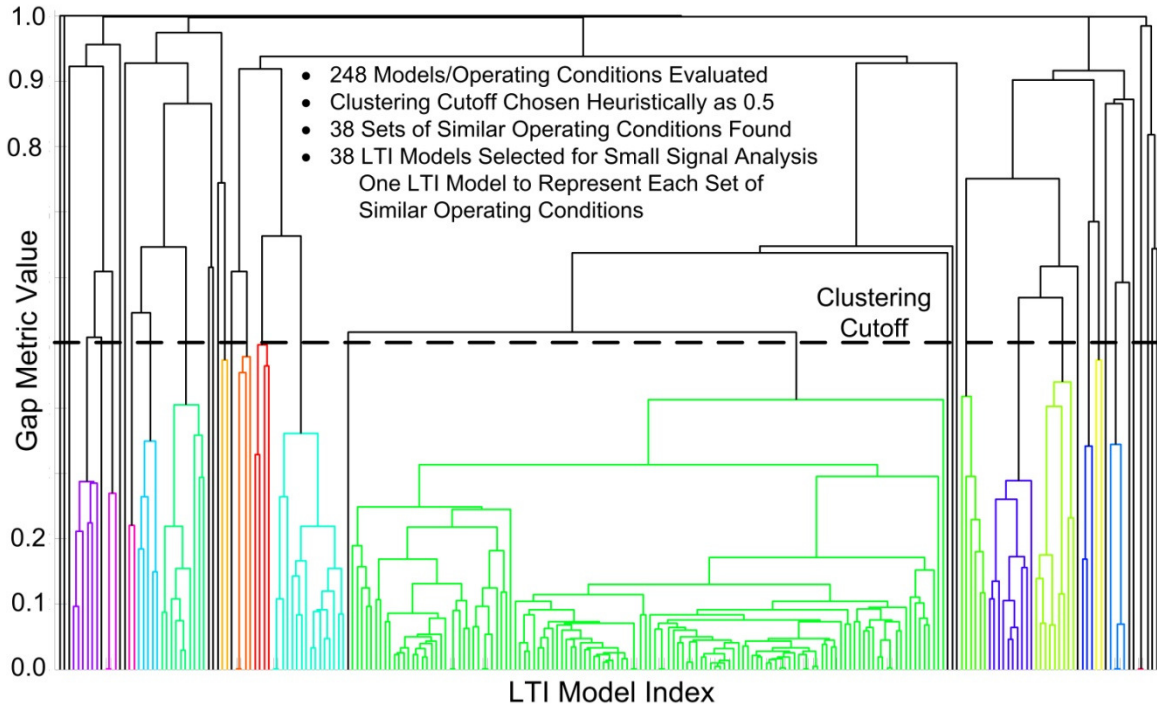 1.0
0.9
0.8
0.2
0.1
0.0
Gap Metric Value
• 248 Models/Operating Conditions Evaluated
• Clustering Cutoff Chosen Heuristically as 0.5
• 38 Sets of Similar Operating Conditions Found
• 38 LTI Models Selected for Small Signal Analysis
One LTI Model to Represent Each Set of
Similar Operating Conditions
Clustering
Cutoff
LTI Model Index